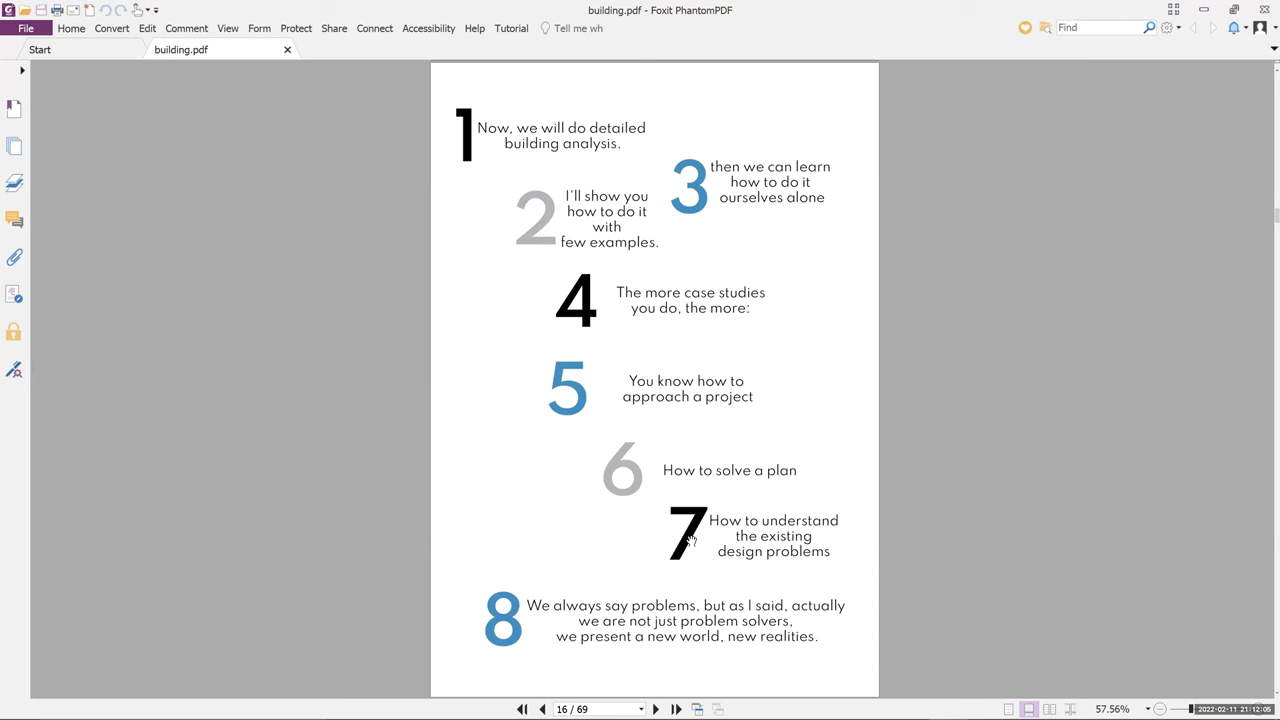 building.pdf - Foxit PhantomPDF
File Home Convert Edit Comment View Form Protect Share Connect Accessibility Help Tutorial Tell me wh Find
Start building.pdf
1 Now, we will do detailed
building analysis.
2 I'll show you
how to do it
with
few examples.
3 then we can learn
how to do it
ourselves alone
4 The more case studies
you do, the more:
5 You know how to
approach a project
6 How to solve a plan
7 How to understand
the existing
design problems
8 We always say problems, but as I said, actually
we are not just problem solvers,
we present a new world, new realities.
16 / 69 57.56% 2022-02-11 21:12:05